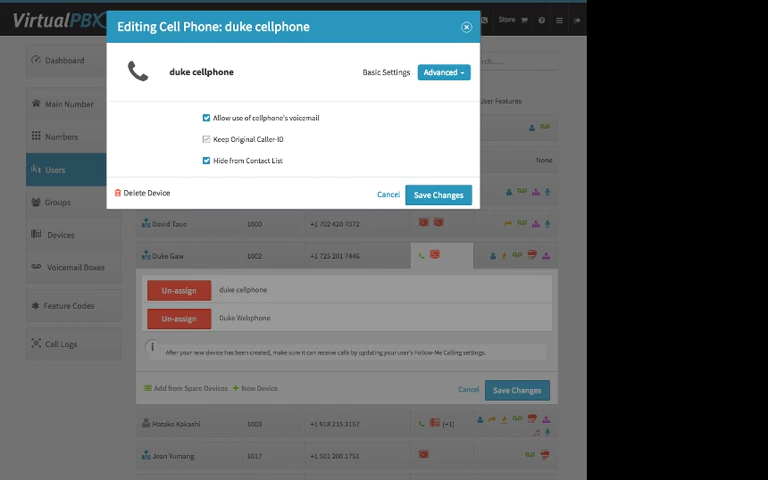 VirtualPBX
Editing Cell Phone: duke cellphone
Store
duke cellphone
Basic Settings
Advanced
Allow use of cellphone's voicemail
Keep Original Caller-ID
Hide from Contact List
Delete Device
Cancel
Save Changes
Dashboard
Main Number
Numbers
Users
Groups
Devices
Voicemail Boxes
Feature Codes
Call Logs
User Features
None
1000
+1 702 420 7072
Duke Gaw
1002
+1 725 201 7446
Un-assign
duke cellphone
Un-assign
Duke Webphone
After your new device has been created, make sure it can receive calls by updating your user's Follow-Me Calling settings.
Add from Spare Devices
New Device
Cancel
Save Changes
Hatake Kakashi
1003
+1 918 215 3157
(+1)
1017
+1 501 200 1751